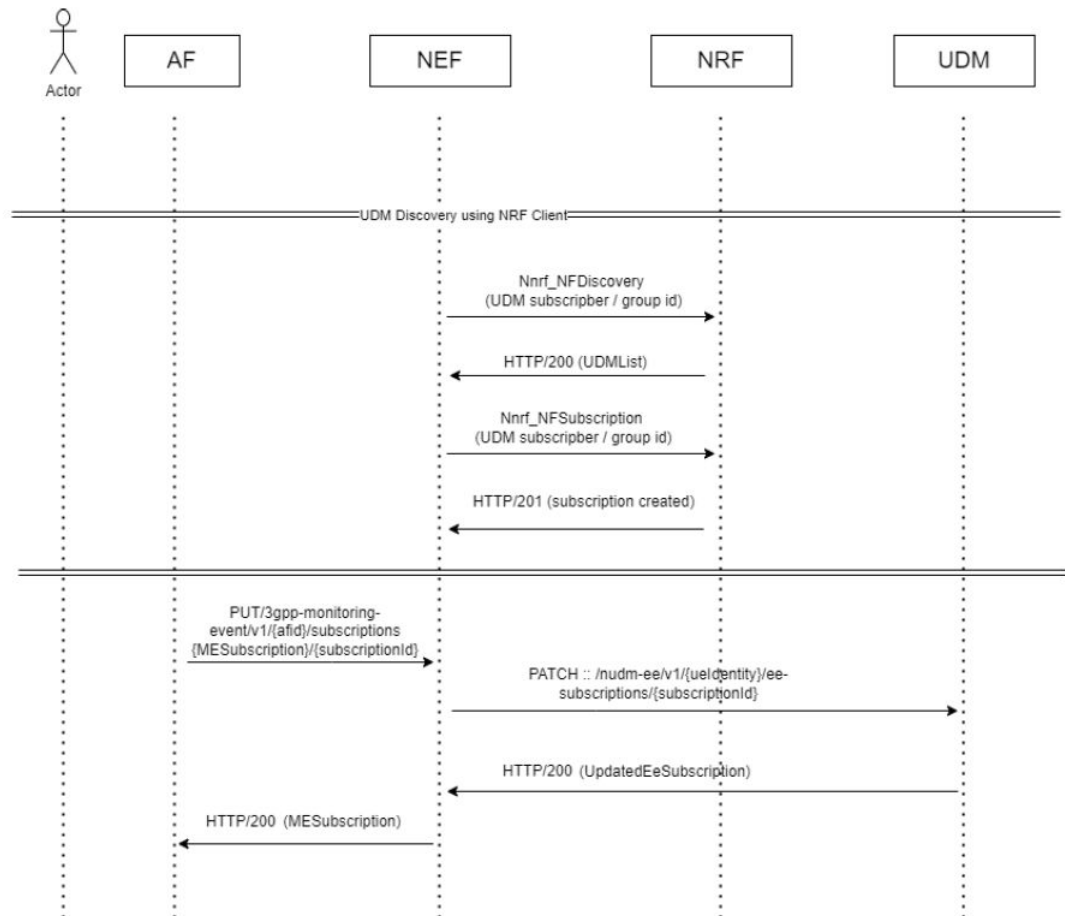 Actor
AF
NEF
NRF
UDM
UDM Discovery using NRF Client
Nnrf_NFDiscovery
(UDM subscripber / group id)
HTTP/200 (UDMList)
Nnrf_NFSubscription
(UDM subscripber / group id)
HTTP/201 (subscription created)
PUT/3gpp-monitoring-
event/v1/{afid}/subscriptions
{MESubscription}/{subscriptionId}
PATCH :: /nudm-ee/v1/{ueIdentity}/ee-
subscriptions/{subscriptionId}
HTTP/200 (UpdatedEeSubscription)
HTTP/200 (MESubscription)